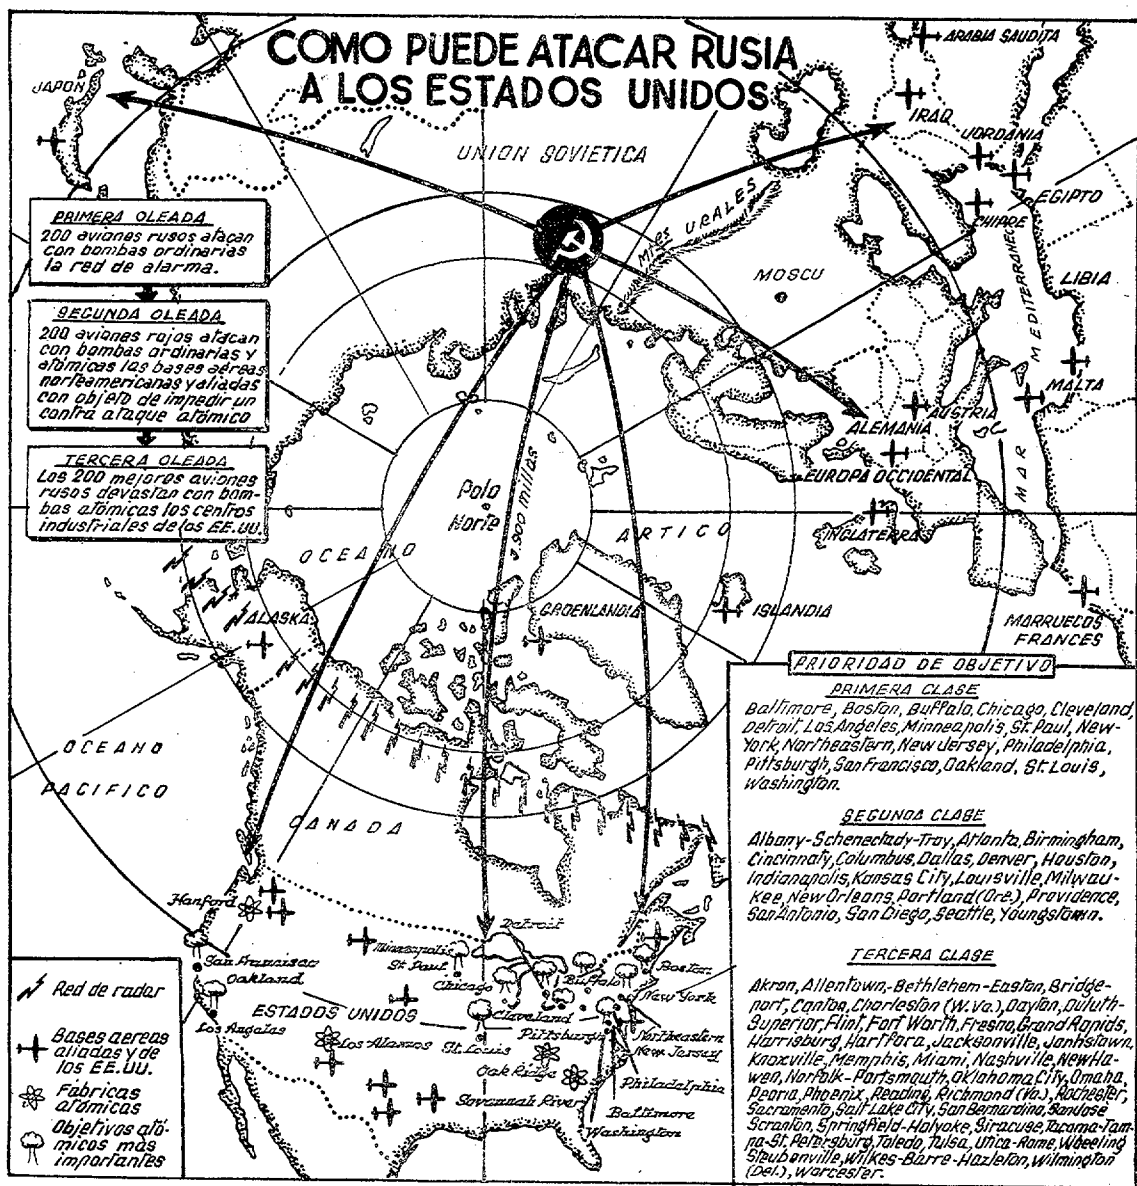 COMO PUEDE ATACAR RUSIA
A LOS ESTADOS UNIDOS
JAPON
ARABIA SAUDITA
IRAQ
JORDANIA
EGIPTO
CHIPRE
LIBIA
MALTA
MAR MEDITERRANEO
UNION SOVIETICA
Mtes URALES
MOSCU
AUSTRIA
ALEMANIA
EUROPA OCCIDENTAL
INGLATERRA
ISLANDIA
MARRUECOS
FRANCES
PRIMERA OLEADA
200 aviones rusos atacan
con bombas ordinarias
la red de alarma.
SEGUNDA OLEADA
200 aviones rojos atacan
con bombas ordinarias y
atómicas las bases aéreas
norteamericanas y aliadas
con objeto de impedir un
contra ataque atómico
TERCERA OLEADA
Los 200 mejores aviones
rusos devastan con bom-
bas atómicas los centros
industriales de los EE.UU.
Polo
Norte
3.900 millas
OCEANO ARTICO
GROENLANDIA
ALASKA
OCEANO
PACIFICO
CANADA
Hanford
San Francisco
Oakland
Los Angeles
ESTADOS UNIDOS
Los Alamos
Minneapolis
St. Paul
Chicago
Detroit
Buffalo
Boston
New York
Cleveland
Pittsburgh
St. Louis
Northeastern
New Jersey
Oak Ridge
Philadelphia
Savannah River
Baltimore
Washington
Red de radar
Bases aereas
aliadas y de
los EE.UU.
Fábricas
atómicas
Objetivos ató-
micos mas
importantes
PRIORIDAD DE OBJETIVO
PRIMERA CLASE
Baltimore, Boston, Buffalo, Chicago, Cleveland,
Detroit, Los Angeles, Minneapolis, St. Paul, New-
York, Northeastern, New Jersey, Philadelphia,
Pittsburgh, San Francisco, Oakland, St. Louis,
Washington.
SEGUNDA CLASE
Albany-Schenectady-Troy, Atlanta, Birmingham,
Cincinnaty, Columbus, Dallas, Denver, Houston,
Indianapolis, Kansas City, Louisville, Milwau-
kee, New Orleans, Portland (Ore.), Providence,
San Antonio, San Diego, Seattle, Youngstown.
TERCERA CLASE
Akron, Allentown-Bethlehem-Easton, Bridge-
port, Canton, Charleston (W. Va.), Dayton, Duluth-
Superior, Flint, Fort Worth, Fresno, Grand Rapids,
Harrisburg, Hartford, Jacksonville, Johnstown,
Knoxville, Memphis, Miami, Nashville, New Ha-
wen, Norfolk-Portsmouth, Oklahoma City, Omaha,
Peoria, Phoenix, Reading, Richmond (Va.), Rochester,
Sacramento, Salt Lake City, San Bernardino, San Jose
Scranton, Springfield-Holyoke, Siracuse, Tacoma-Tam-
pa-St. Petersburg, Toledo, Tulsa, Utica-Rome, Wheeling
Steubenville, Wilkes-Barre-Hazleton, Wilmington
(Del.), Worcester.